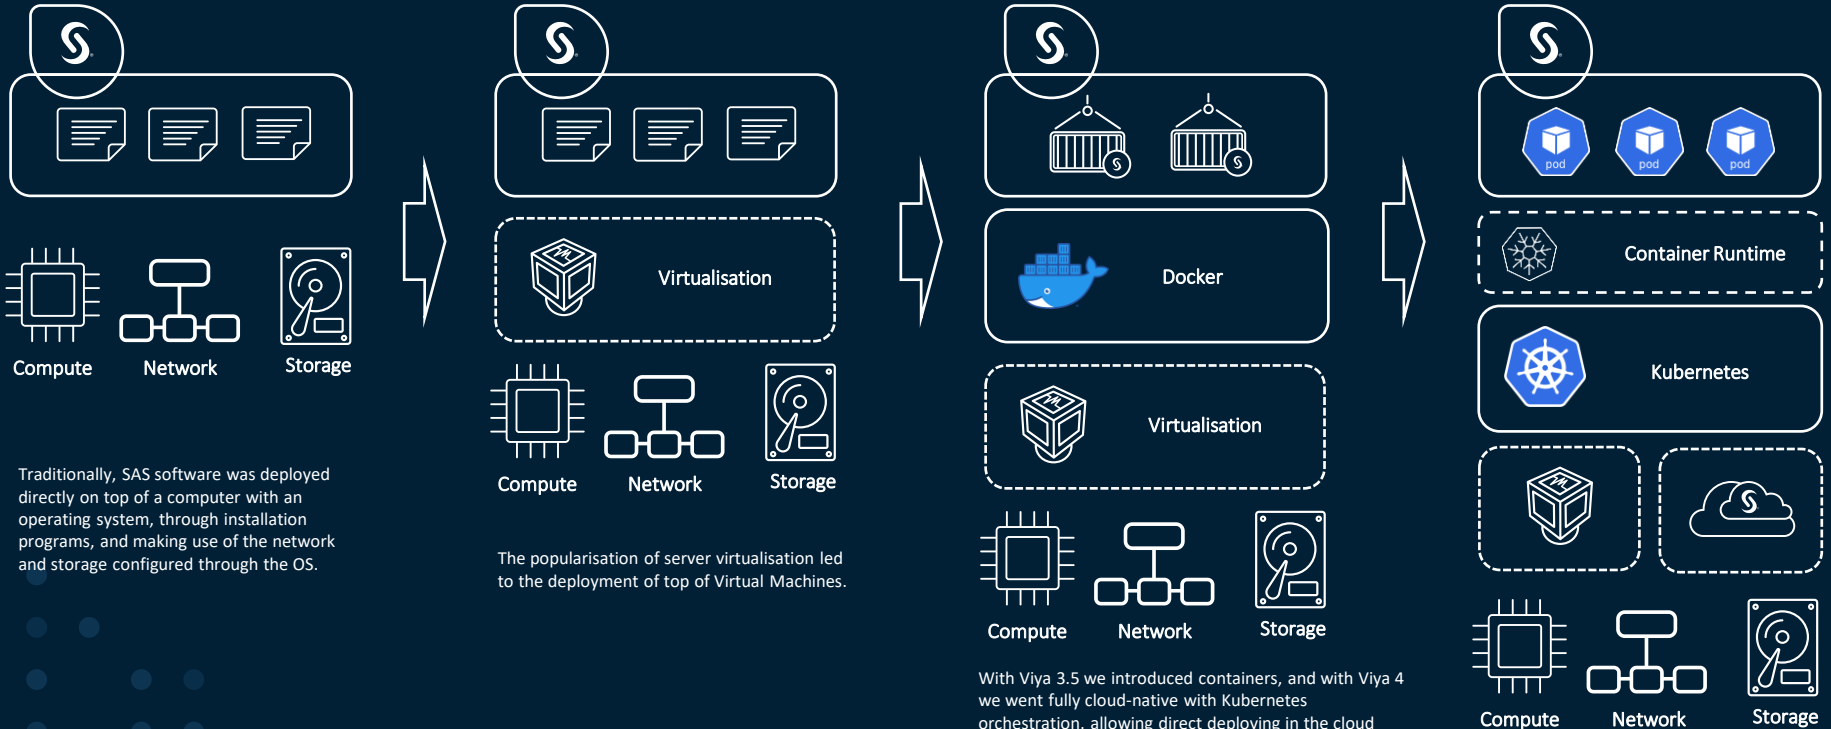 Compute
Network
Storage
Traditionally, SAS software was deployed
directly on top of a computer with an
operating system, through installation
programs, and making use of the network
and storage configured through the OS.
Virtualisation
Compute
Network
Storage
The popularisation of server virtualisation led
to the deployment of top of Virtual Machines.
Docker
Virtualisation
Compute
Network
Storage
With Viya 3.5 we introduced containers, and with Viya 4
we went fully cloud-native with Kubernetes
orchestration, allowing direct deploying in the cloud
pod
pod
pod
Container Runtime
Kubernetes
Compute
Network
Storage